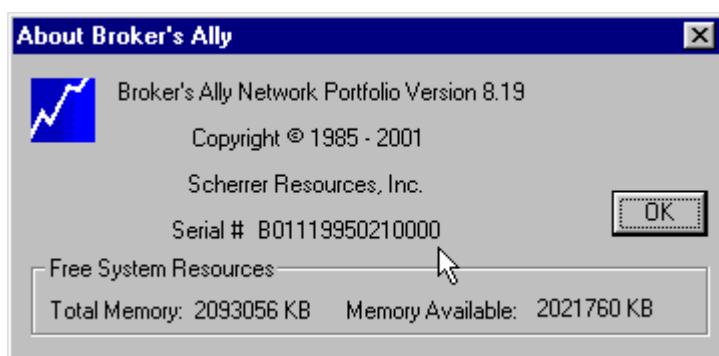 About Broker's Ally
Broker's Ally Network Portfolio Version 8.19
Copyright © 1985 - 2001
Scherrer Resources, Inc.
OK
Serial # B01119950210000
Free System Resources
Total Memory: 2093056 KB Memory Available: 2021760 KB